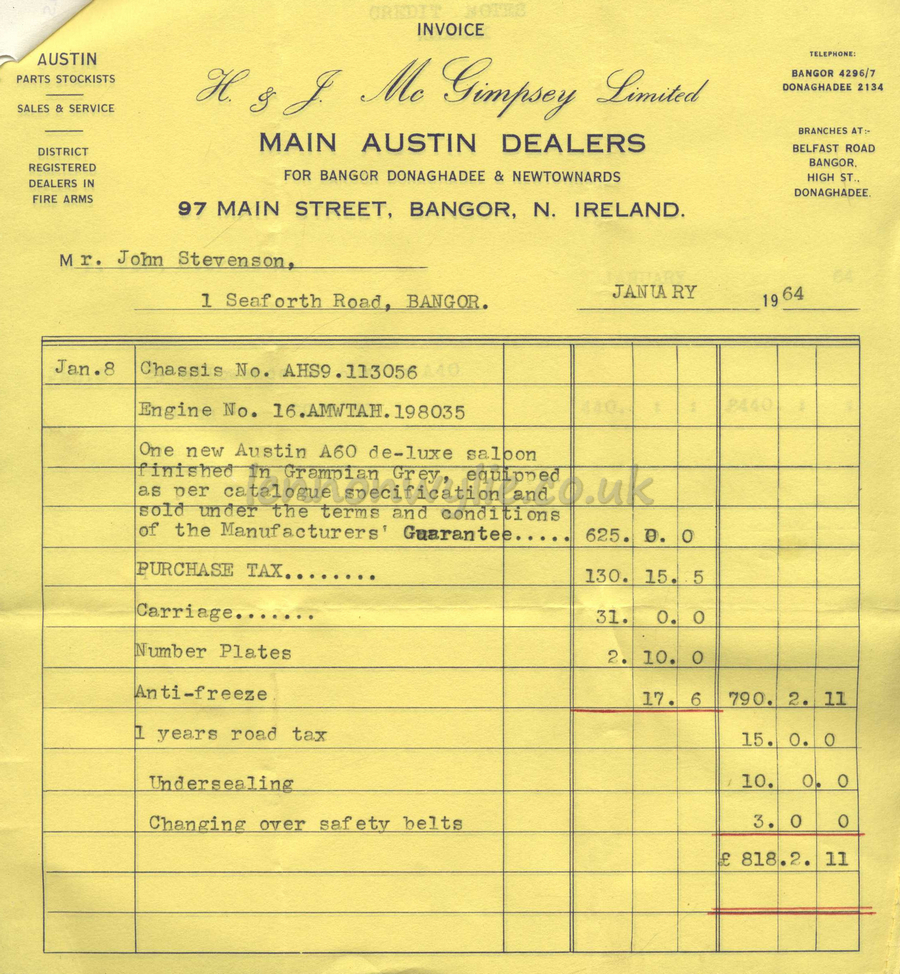 INVOICE
AUSTIN
PARTS STOCKISTS
SALES & SERVICE
DISTRICT
REGISTERED
DEALERS IN
FIRE ARMS
H. & J. Mc Gimpsey Limited
MAIN AUSTIN DEALERS
FOR BANGOR DONAGHADEE & NEWTOWNARDS
97 MAIN STREET, BANGOR, N. IRELAND.
TELEPHONE:
BANGOR 4296/7
DONAGHADEE 2134
BRANCHES AT:-
BELFAST ROAD
BANGOR.
HIGH ST.,
DONAGHADEE.
Mr. John Stevenson,
1 Seaforth Road, BANGOR.
JANUARY 1964
Jan.8 Chassis No. AHS9.113056
Engine No. 16.AMWTAH.198035
One new Austin A60 de-luxe saloon
finished in Grampian Grey, equipped
as per catalogue specification and
sold under the terms and conditions
of the Manufacturers' Guarantee..... 625. 0. 0
PURCHASE TAX........ 130. 15. 5
Carriage....... 31. 0. 0
Number Plates 2. 10. 0
Anti-freeze 17. 6 790. 2. 11
1 years road tax 15. 0. 0
Undersealing 10. 0. 0
Changing over safety belts 3. 0 0
£ 818.2. 11